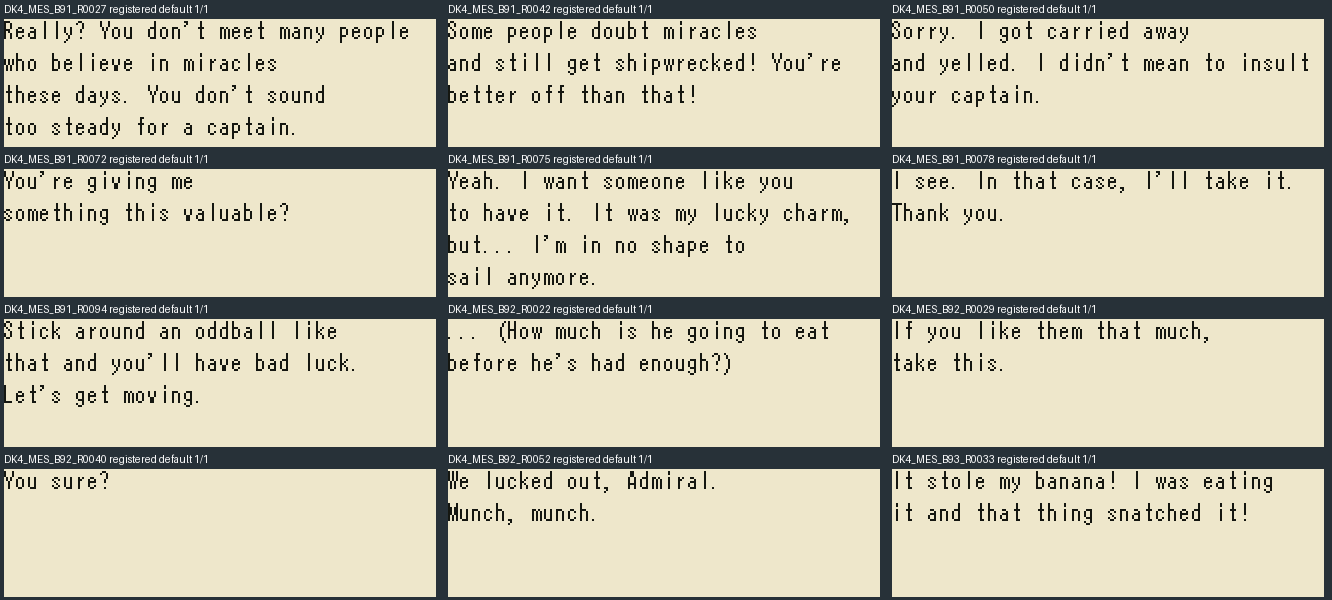 DK4_MES_B91_R0027 registered default 1/1
Really? You don't meet many people
who believe in miracles
these days. You don't sound
too steady for a captain.
DK4_MES_B91_R0042 registered default 1/1
Some people doubt miracles
and still get shipwrecked! You're
better off than that!
DK4_MES_B91_R0050 registered default 1/1
Sorry. I got carried away
and yelled. I didn't mean to insult
your captain.
DK4_MES_B91_R0072 registered default 1/1
You're giving me
something this valuable?
DK4_MES_B91_R0075 registered default 1/1
Yeah. I want someone like you
to have it. It was my lucky charm,
but... I'm in no shape to
sail anymore.
DK4_MES_B91_R0078 registered default 1/1
I see. In that case, I'll take it.
Thank you.
DK4_MES_B91_R0094 registered default 1/1
Stick around an oddball like
that and you'll have bad luck.
Let's get moving.
DK4_MES_B92_R0022 registered default 1/1
... (How much is he going to eat
before he's had enough?)
DK4_MES_B92_R0029 registered default 1/1
If you like them that much,
take this.
DK4_MES_B92_R0040 registered default 1/1
You sure?
DK4_MES_B92_R0052 registered default 1/1
We lucked out, Admiral.
Munch, munch.
DK4_MES_B93_R0033 registered default 1/1
It stole my banana! I was eating
it and that thing snatched it!